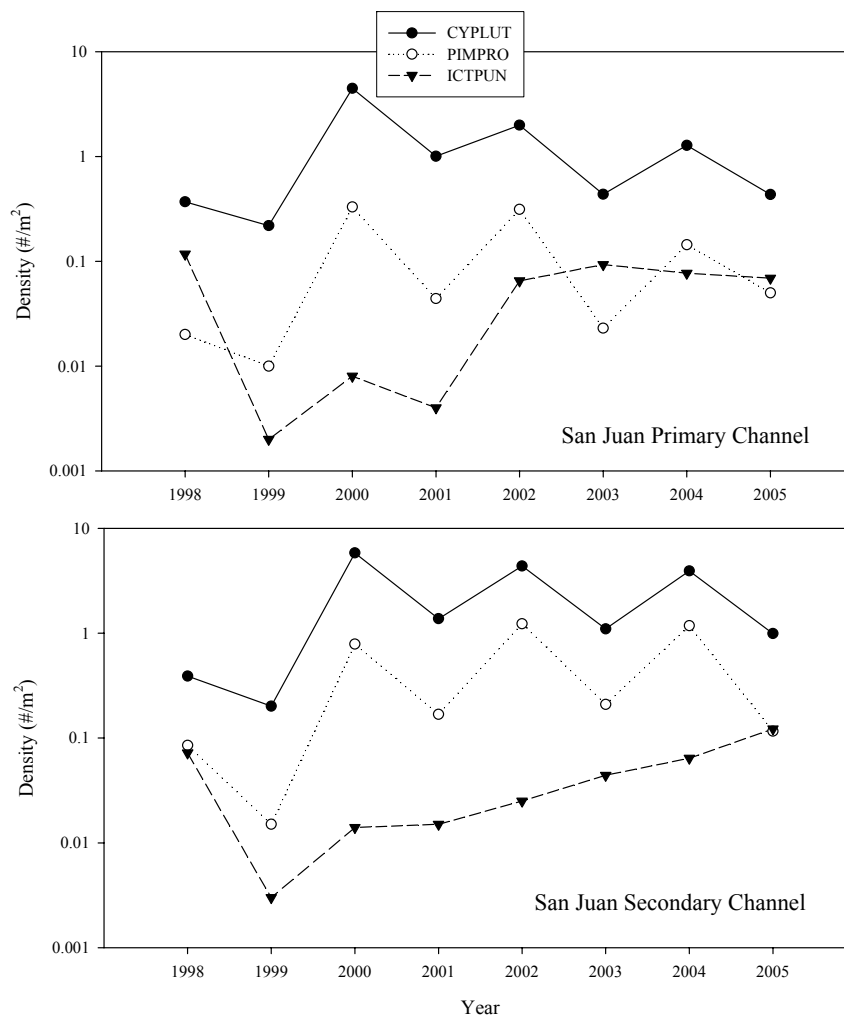 CYPLUT
PIMPRO
ICTPUN
10
1
0.1
0.01
0.001
Density (#/m²)
San Juan Primary Channel
1998 1999 2000 2001 2002 2003 2004 2005
10
1
0.1
0.01
0.001
Density (#/m²)
San Juan Secondary Channel
1998 1999 2000 2001 2002 2003 2004 2005
Year